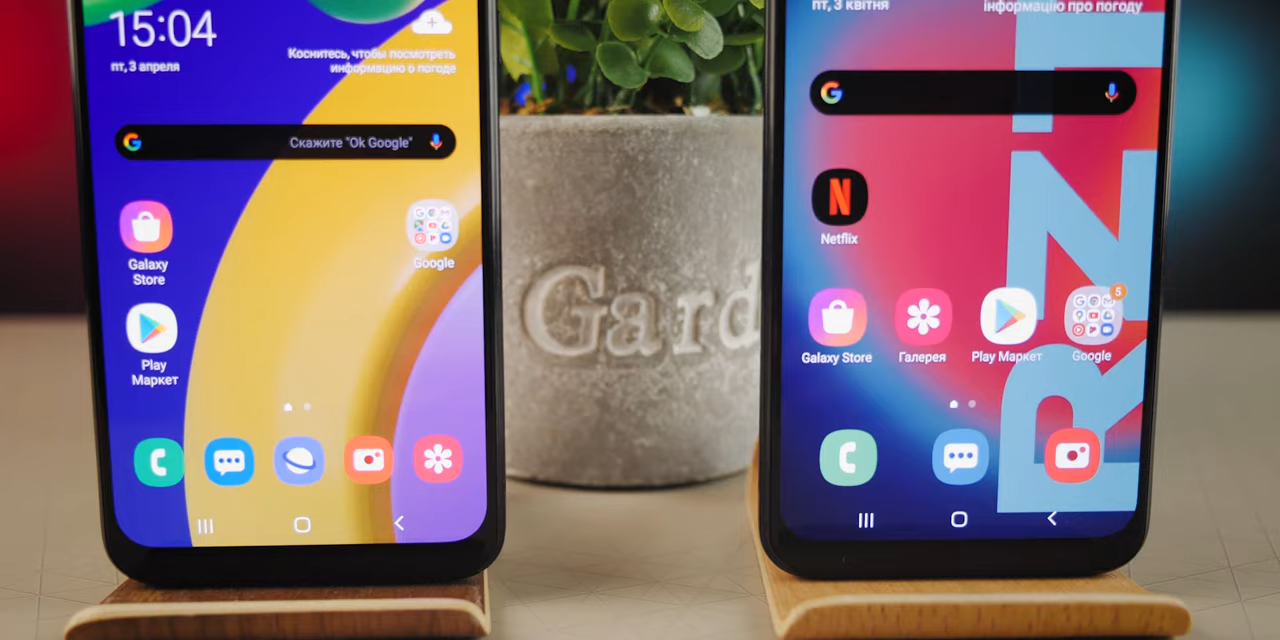 15:04
пт, 3 апреля
Коснитесь, чтобы посмотреть
информацию о погоде
Скажите "Ok Google"
Galaxy
Store
Google
Play
Маркет
Gard
пт, 3 квітня
інформацію про погоду
Netflix
5
Galaxy Store
Галерея
Play Маркет
Google